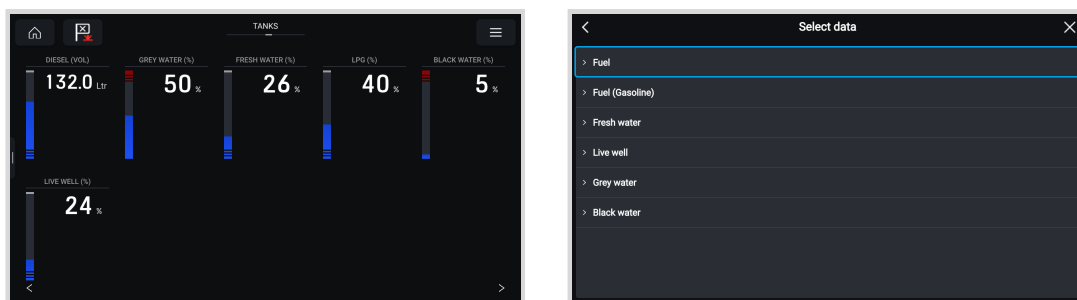 TANKS
DIESEL (VOL)
132.0 Ltr
GREY WATER (%)
50 %
FRESH WATER (%)
26 %
LPG (%)
40 %
BLACK WATER (%)
5 %
LIVE WELL (%)
24 %
Select data
Fuel
Fuel (Gasoline)
Fresh water
Live well
Grey water
Black water